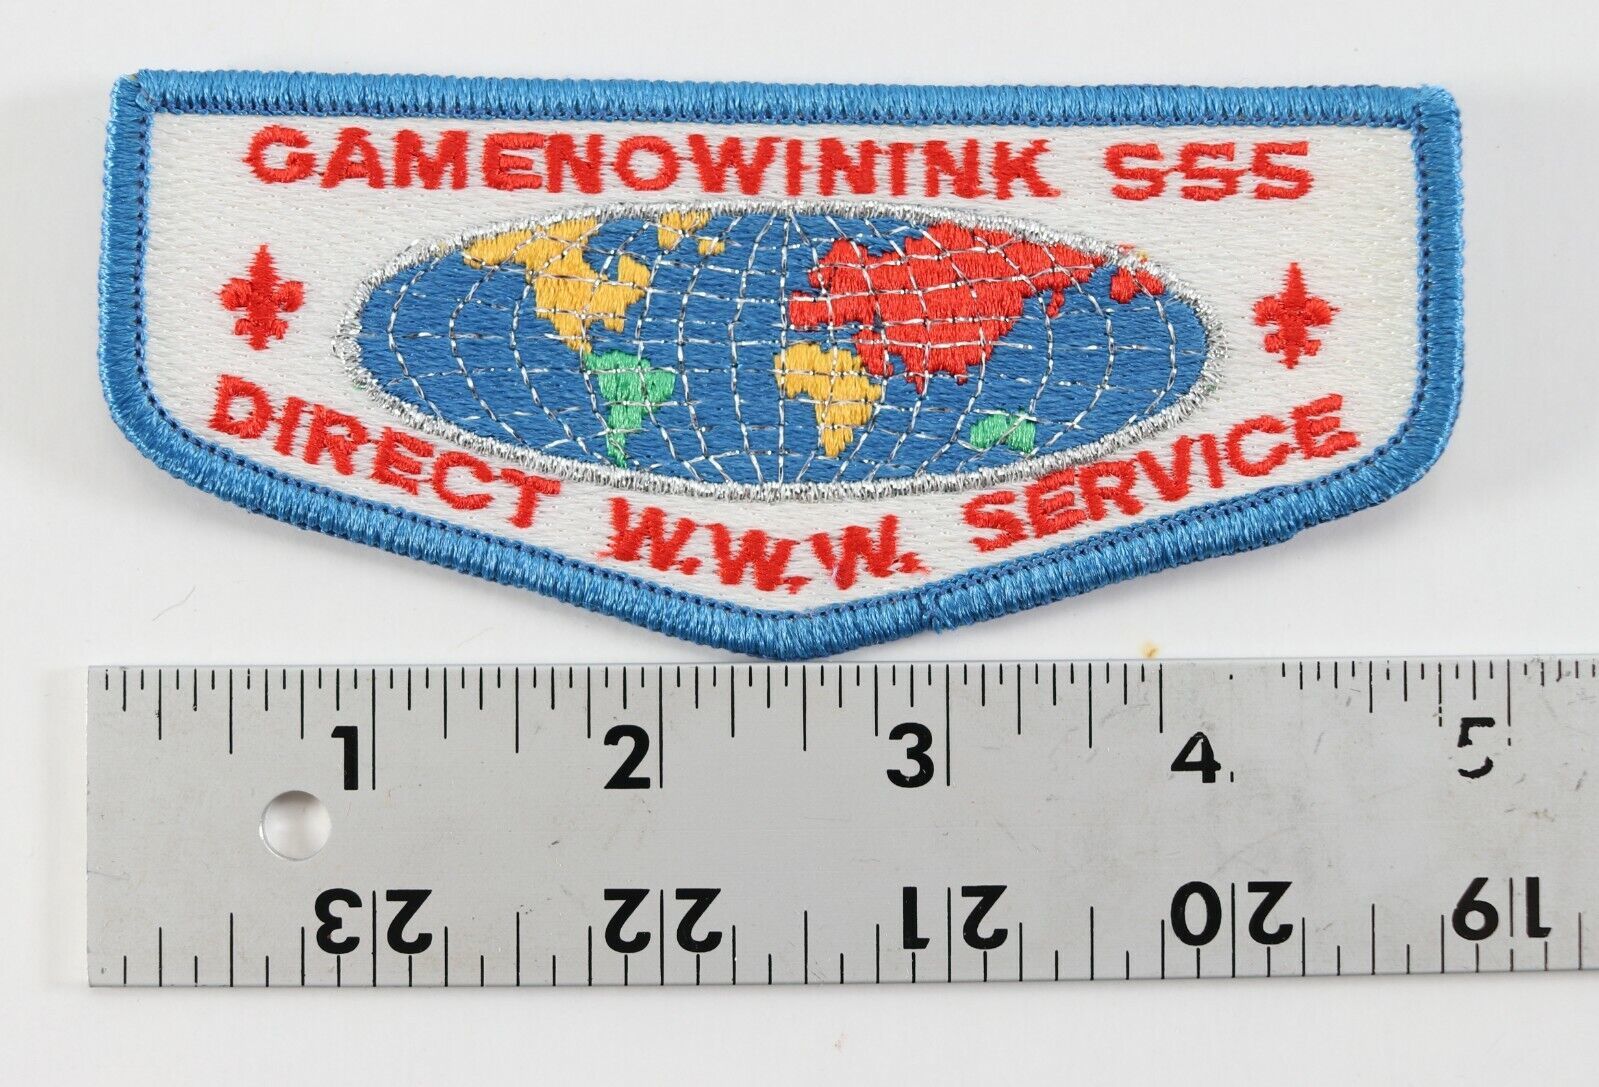 GAMENOWININK 555
DIRECT W.W.W. SERVICE
1 2 3 4 5
23 22 21 20 19